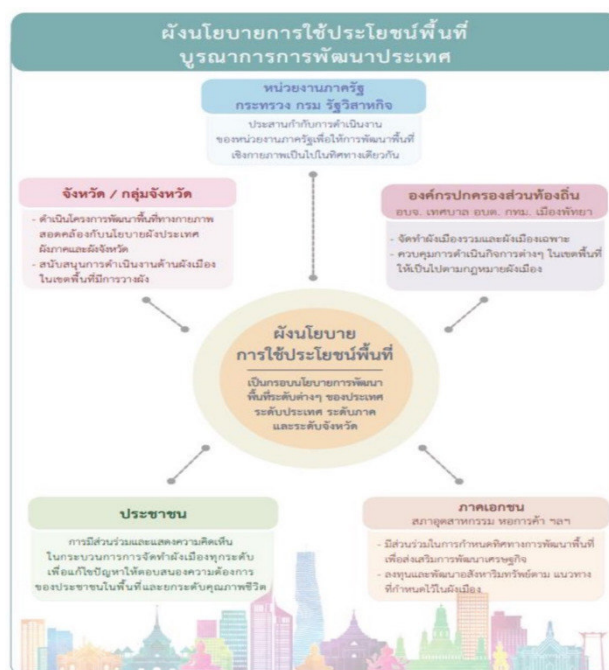 ผังนโยบายการใช้ประโยชน์พื้นที่
บูรณาการการพัฒนาประเทศ
หน่วยงานภาครัฐ
กระทรวง กรม รัฐวิสาหกิจ
ประสานกำกับการดำเนินงาน
ของหน่วยงานภาครัฐเพื่อให้การพัฒนาพื้นที่
เชิงกายภาพเป็นไปในทิศทางเดียวกัน
จังหวัด / กลุ่มจังหวัด
- ดำเนินโครงการพัฒนาพื้นที่ทางกายภาพ
สอดคล้องกับนโยบายผังประเทศ
ผังภาคและผังจังหวัด
- สนับสนุนการดำเนินงานด้านผังเมือง
ในเขตพื้นที่มีการวางผัง
องค์กรปกครองส่วนท้องถิ่น
อบจ. เทศบาล อบต. กทม. เมืองพัทยา
- จัดทำผังเมืองรวมและผังเมืองเฉพาะ
- ควบคุมการดำเนินกิจการต่างๆ ในเขตพื้นที่
ให้เป็นไปตามกฎหมายผังเมือง
ผังนโยบาย
การใช้ประโยชน์พื้นที่
เป็นกรอบนโยบายการพัฒนา
พื้นที่ระดับต่างๆ ของประเทศ
ระดับประเทศ ระดับภาค
และระดับจังหวัด
ประชาชน
การมีส่วนร่วมและแสดงความคิดเห็น
ในกระบวนการการจัดทำผังเมืองทุกระดับ
เพื่อแก้ไขปัญหาให้ตอบสนองความต้องการ
ของประชาชนในพื้นที่และยกระดับคุณภาพชีวิต
ภาคเอกชน
สภาอุตสาหกรรม หอการค้า ฯลฯ
- มีส่วนร่วมในการกำหนดทิศทางการพัฒนาพื้นที่
เพื่อส่งเสริมการพัฒนาเศรษฐกิจ
- ลงทุนและพัฒนาอสังหาริมทรัพย์ตาม แนวทาง
ที่กำหนดไว้ในผังเมือง